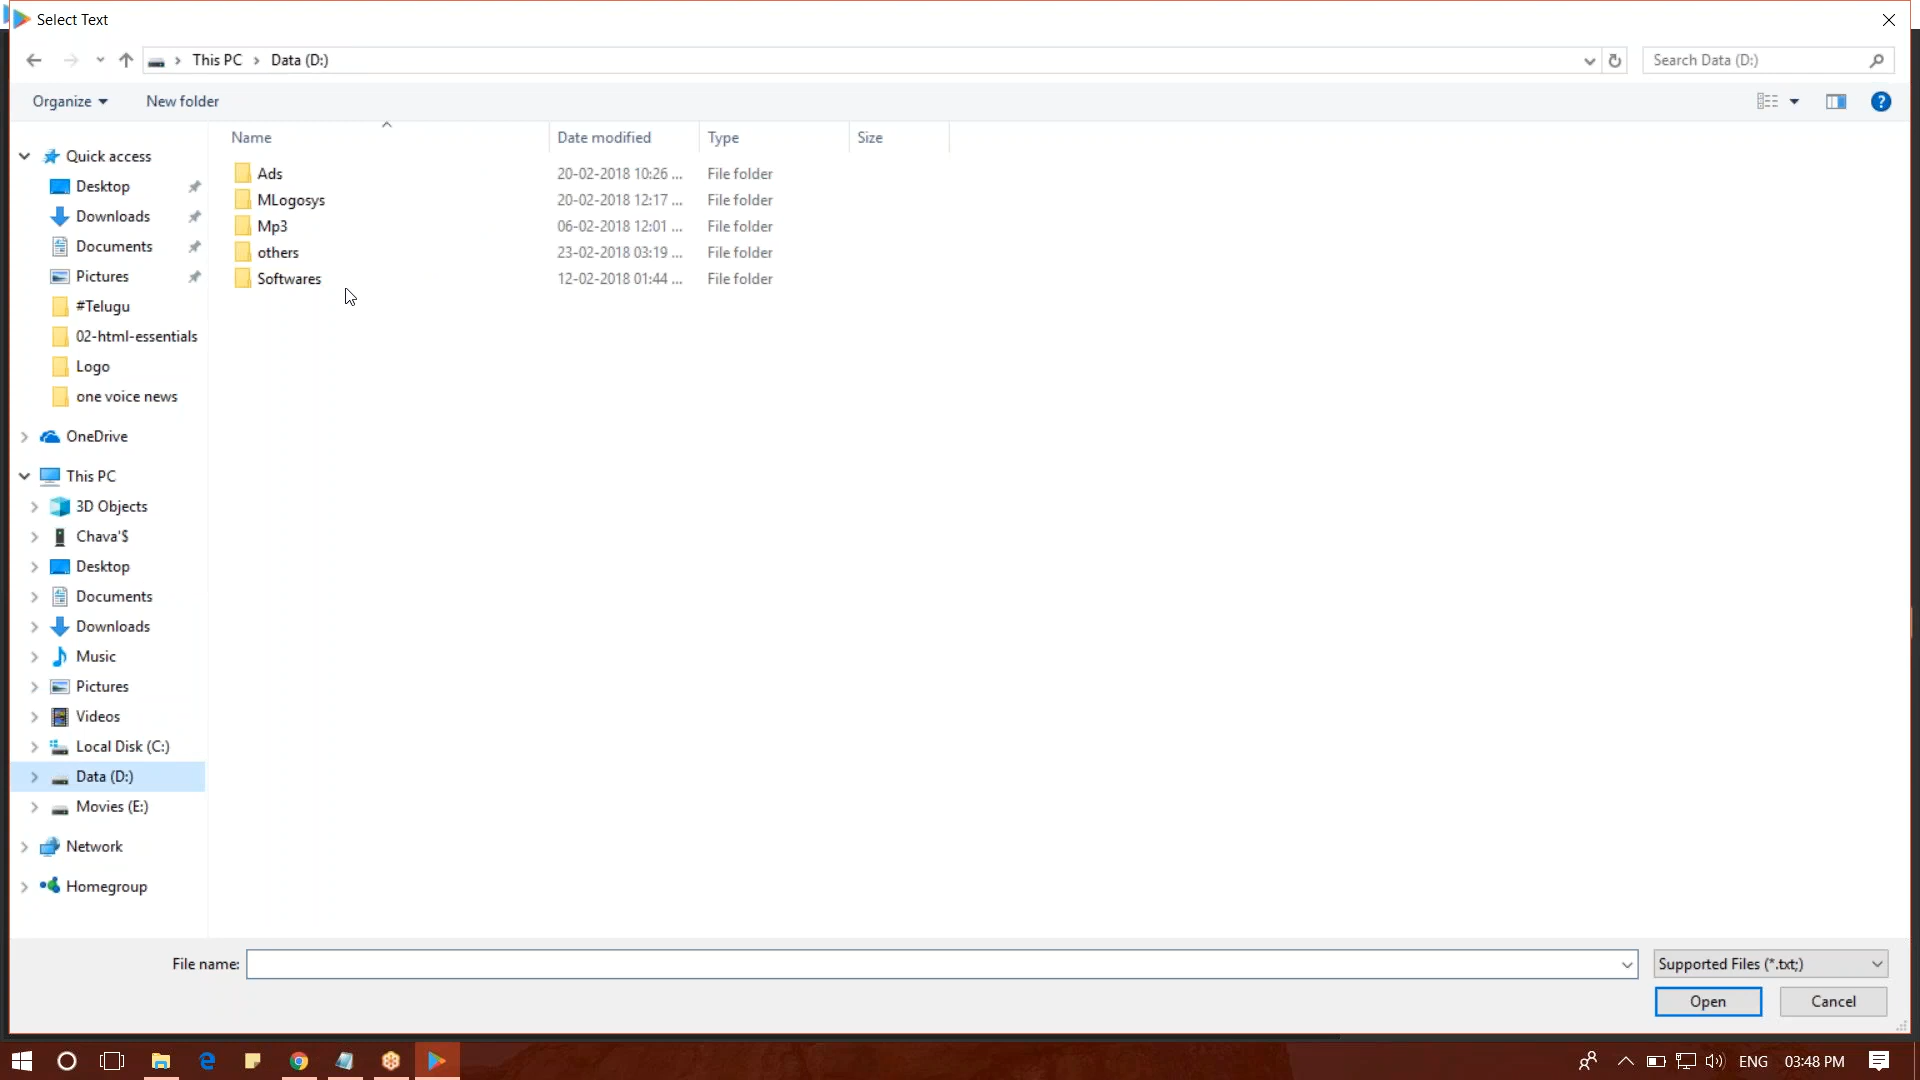 Select Text
This PC > Data (D:)
Search Data (D:)
Organize
New folder
Name
Date modified
Type
Size
Ads 20-02-2018 10:26 ... File folder
MLogosys 20-02-2018 12:17 ... File folder
Mp3 06-02-2018 12:01 ... File folder
others 23-02-2018 03:19 ... File folder
Softwares 12-02-2018 01:44 ... File folder
Quick access
Desktop
Downloads
Documents
Pictures
#Telugu
02-html-essentials
Logo
one voice news
OneDrive
This PC
3D Objects
Chava'$
Desktop
Documents
Downloads
Music
Pictures
Videos
Local Disk (C:)
Data (D:)
Movies (E:)
Network
Homegroup
File name:
Supported Files (*.txt;)
Open
Cancel
ENG
03:48 PM